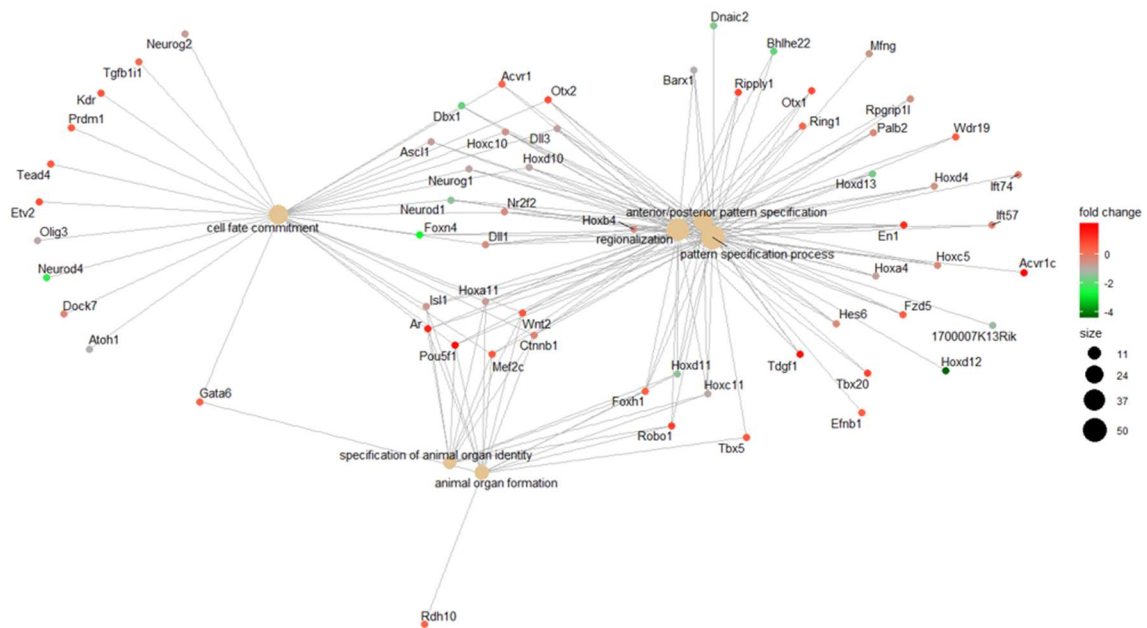 Dnaic2
Neurog2
Bhlhe22
Mfng
Tgfb1i1
Barx1
Acvr1
Ripply1
Otx2
Kdr
Otx1
Rpgrip1l
Dbx1
Prdm1
Ring1
Palb2
Wdr19
Hoxc10
Dll3
Ascl1
Hoxd10
Tead4
Neurog1
Hoxd13
Hoxd4
Ift74
Etv2
Neurod1
Nr2f2
anterior/posterior pattern specification
fold change
cell fate commitment
Foxn4
Hoxb4
Ift57
Olig3
Dll1
regionalization
En1
2
pattern specification process
Neurod4
Hoxc5
0
Hoxa4
Acvr1c
-2
Dock7
Isl1
Hoxa11
Hes6
Fzd5
-4
Ar
Wnt2
1700007K13Rik
size
Atoh1
Ctnnb1
11
Pou5f1
Mef2c
Hoxd11
Tdgf1
Hoxd12
24
Gata6
Hoxc11
Tbx20
37
Foxh1
Efnb1
50
Robo1
Tbx5
specification of animal organ identity
animal organ formation
Rdh10